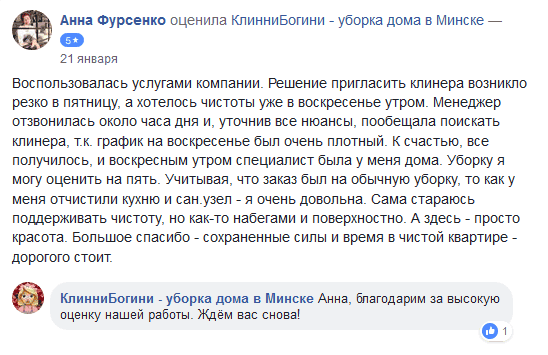 Анна Фурсенко оценила КлинниБогини - уборка дома в Минске —
5★
21 января
Воспользовалась услугами компании. Решение пригласить клинера возникло
резко в пятницу, а хотелось чистоты уже в воскресенье утром. Менеджер
отзвонилась около часа дня и, уточнив все нюансы, пообещала поискать
клинера, т.к. график на воскресенье был очень плотный. К счастью, все
получилось, и воскресным утром специалист была у меня дома. Уборку я
могу оценить на пять. Учитывая, что заказ был на обычную уборку, то как у
меня отчистили кухню и сан.узел - я очень довольна. Сама стараюсь
поддерживать чистоту, но как-то набегами и поверхностно. А здесь - просто
красота. Большое спасибо - сохраненные силы и время в чистой квартире -
дорогого стоит.
КлинниБогини - уборка дома в Минске Анна, благодарим за высокую
оценку нашей работы. Ждём вас снова!
1